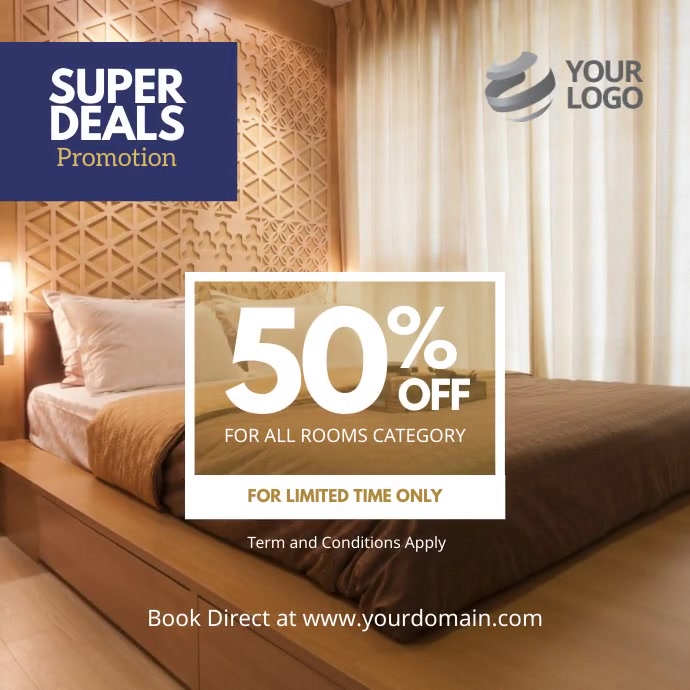 SUPER
DEALS
Promotion
YOUR
LOGO
50%
OFF
FOR ALL ROOMS CATEGORY
FOR LIMITED TIME ONLY
Term and Conditions Apply
Book Direct at www.yourdomain.com